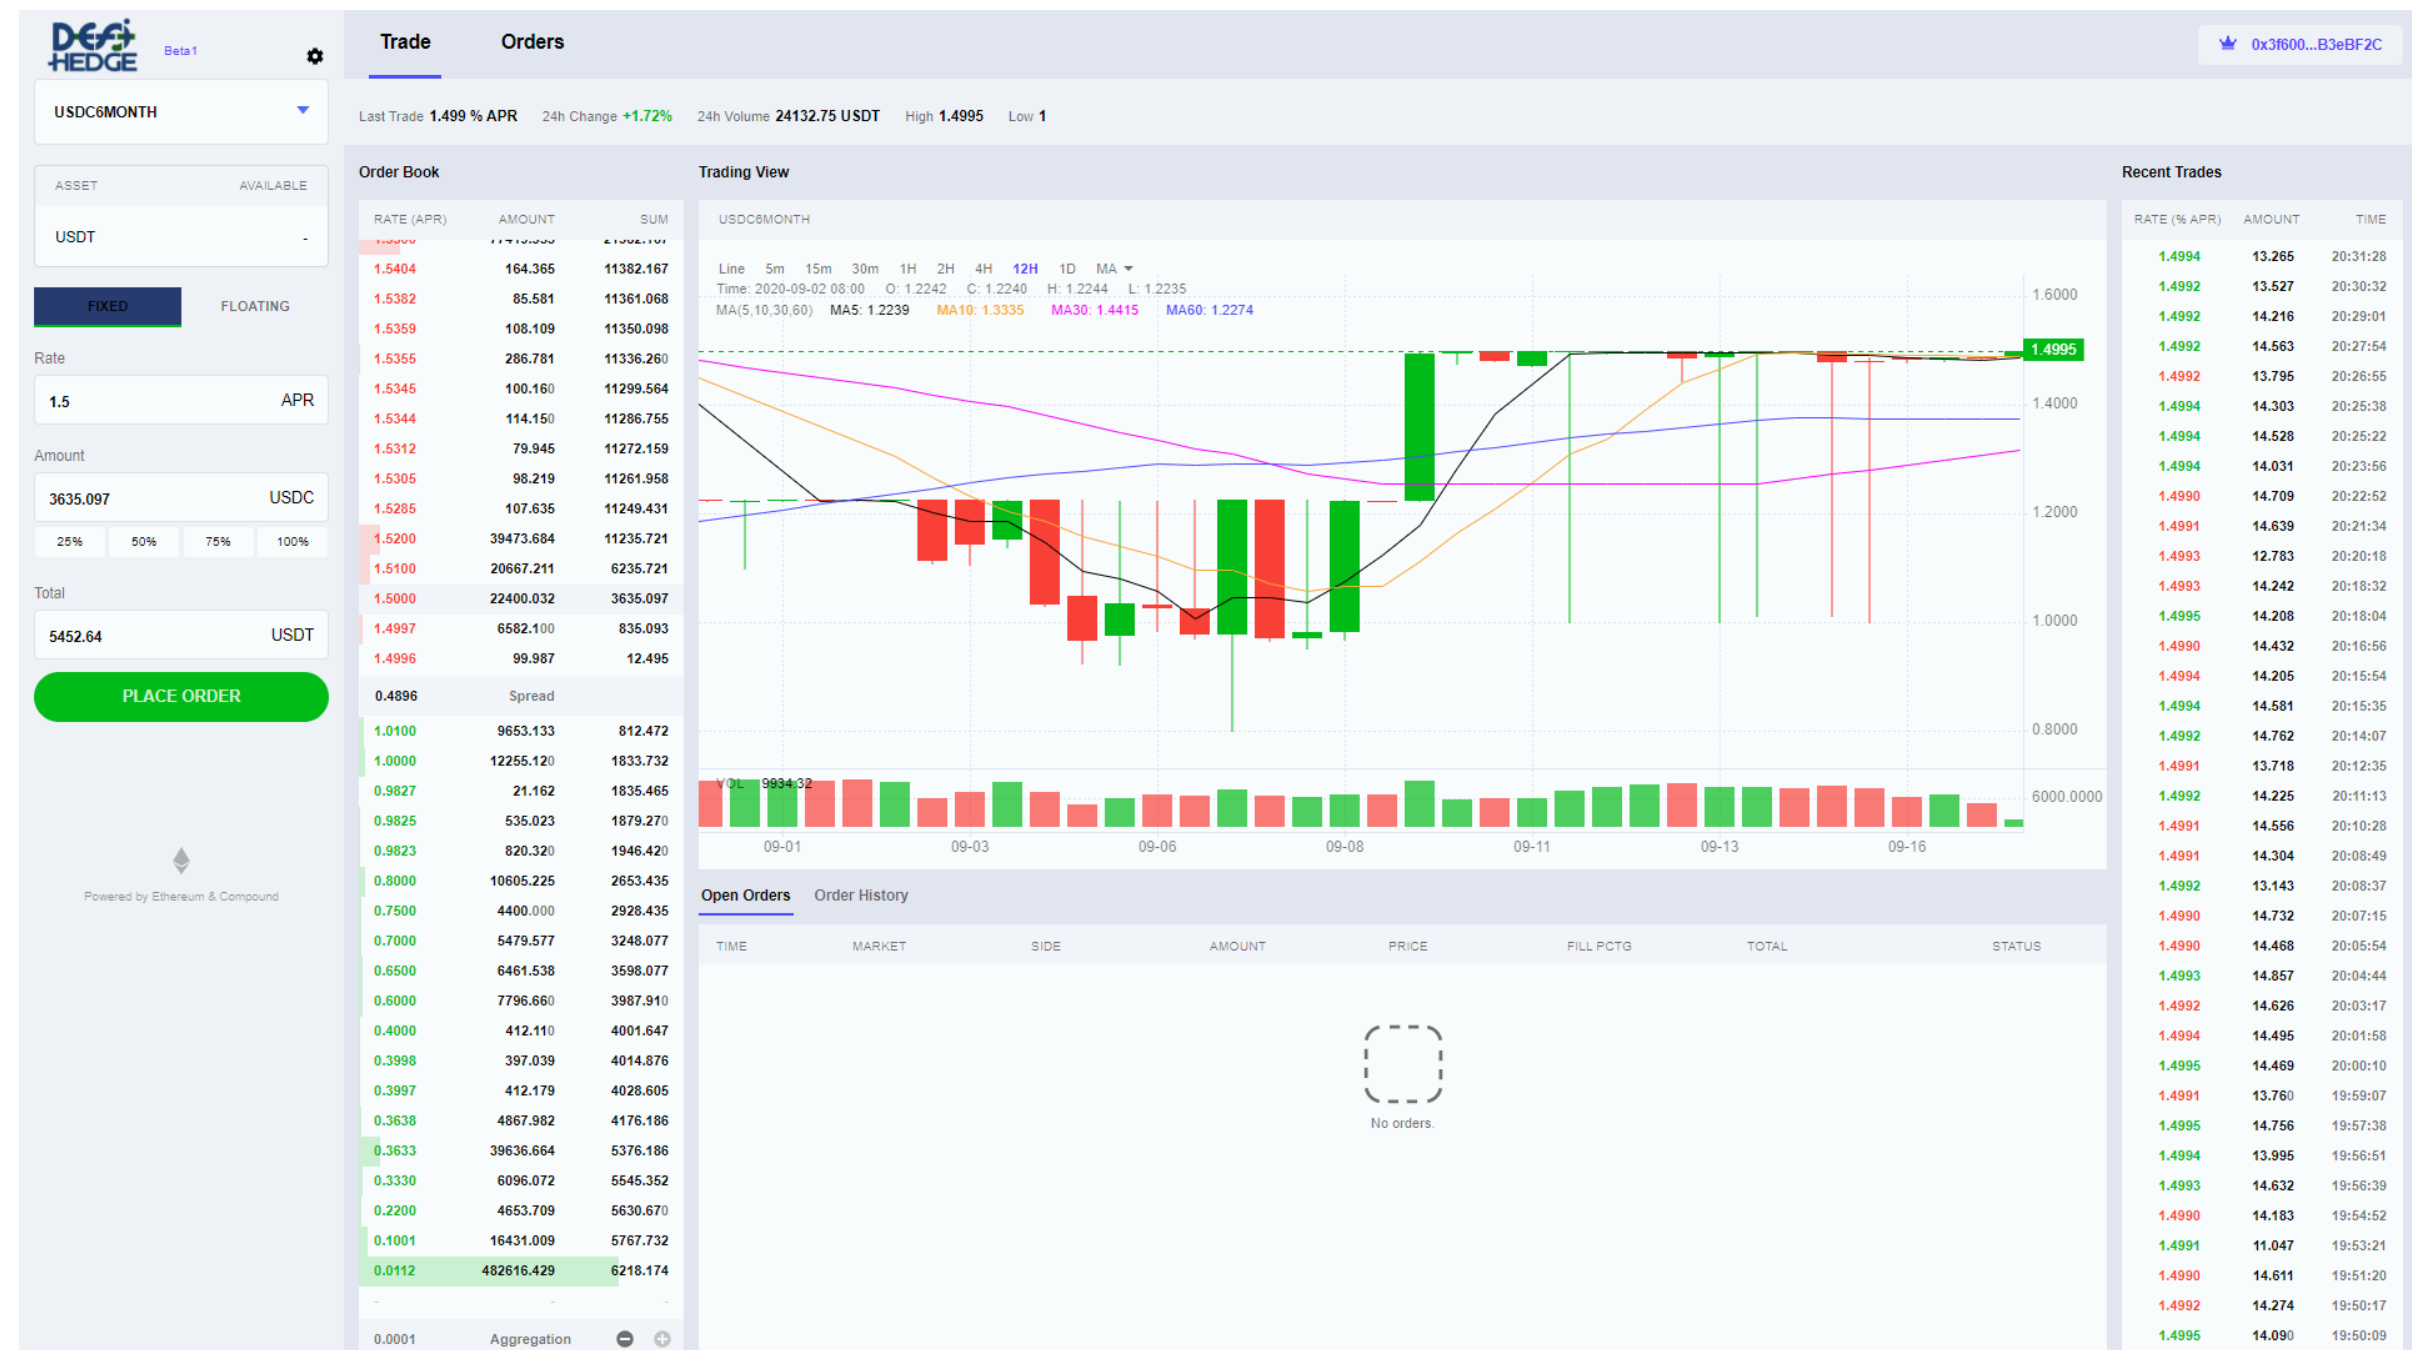 DeFi
HEDGE
Beta1
USDC6MONTH
ASSET AVAILABLE
USDT -
FIXED FLOATING
Rate
1.5 APR
Amount
3635.097 USDC
25% 50% 75% 100%
Total
5452.64 USDT
PLACE ORDER
Powered by Ethereum & Compound
Trade Orders
0x3f600...B3eBF2C
Last Trade 1.499 % APR 24h Change +1.72% 24h Volume 24132.75 USDT High 1.4995 Low 1
Order Book
RATE (APR) AMOUNT SUM
1.5404 164.365 11382.167
1.5382 85.581 11361.068
1.5359 108.109 11350.098
1.5355 286.781 11336.260
1.5345 100.160 11299.564
1.5344 114.150 11286.755
1.5312 79.945 11272.159
1.5305 98.219 11261.958
1.5285 107.635 11249.431
1.5200 39473.684 11235.721
1.5100 20667.211 6235.721
1.5000 22400.032 3635.097
1.4997 6582.100 835.093
1.4996 99.987 12.495
0.4896 Spread
1.0100 9653.133 812.472
1.0000 12255.120 1833.732
0.9827 21.162 1835.465
0.9825 535.023 1879.270
0.9823 820.320 1946.420
0.8000 10605.225 2653.435
0.7500 4400.000 2928.435
0.7000 5479.577 3248.077
0.6500 6461.538 3598.077
0.6000 7796.660 3987.910
0.4000 412.110 4001.647
0.3998 397.039 4014.876
0.3997 412.179 4028.605
0.3638 4867.982 4176.186
0.3633 39636.664 5376.186
0.3330 6096.072 5545.352
0.2200 4653.709 5630.670
0.1001 16431.009 5767.732
0.0112 482616.429 6218.174
- - -
0.0001 Aggregation
Trading View
USDC6MONTH
Line 5m 15m 30m 1H 2H 4H 12H 1D MA
Time: 2020-09-02 08:00 O: 1.2242 C: 1.2240 H: 1.2244 L: 1.2235
MA(5,10,30,60) MA5: 1.2239 MA10: 1.3335 MA30: 1.4415 MA60: 1.2274
1.6000
1.4995
1.4000
1.2000
1.0000
0.8000
VOL 9934.32
6000.0000
09-01 09-03 09-06 09-08 09-11 09-13 09-16
Open Orders Order History
TIME MARKET SIDE AMOUNT PRICE FILL PCTG TOTAL STATUS
No orders.
Recent Trades
RATE (% APR) AMOUNT TIME
1.4994 13.265 20:31:28
1.4992 13.527 20:30:32
1.4992 14.216 20:29:01
1.4992 14.563 20:27:54
1.4992 13.795 20:26:55
1.4994 14.303 20:25:38
1.4994 14.528 20:25:22
1.4994 14.031 20:23:56
1.4990 14.709 20:22:52
1.4991 14.639 20:21:34
1.4993 12.783 20:20:18
1.4993 14.242 20:18:32
1.4995 14.208 20:18:04
1.4990 14.432 20:16:56
1.4994 14.205 20:15:54
1.4994 14.581 20:15:35
1.4992 14.762 20:14:07
1.4991 13.718 20:12:35
1.4992 14.225 20:11:13
1.4991 14.556 20:10:28
1.4991 14.304 20:08:49
1.4992 13.143 20:08:37
1.4990 14.732 20:07:15
1.4990 14.468 20:05:54
1.4993 14.857 20:04:44
1.4992 14.626 20:03:17
1.4994 14.495 20:01:58
1.4995 14.469 20:00:10
1.4991 13.760 19:59:07
1.4995 14.756 19:57:38
1.4994 13.995 19:56:51
1.4993 14.632 19:56:39
1.4990 14.183 19:54:52
1.4991 11.047 19:53:21
1.4990 14.611 19:51:20
1.4992 14.274 19:50:17
1.4995 14.090 19:50:09